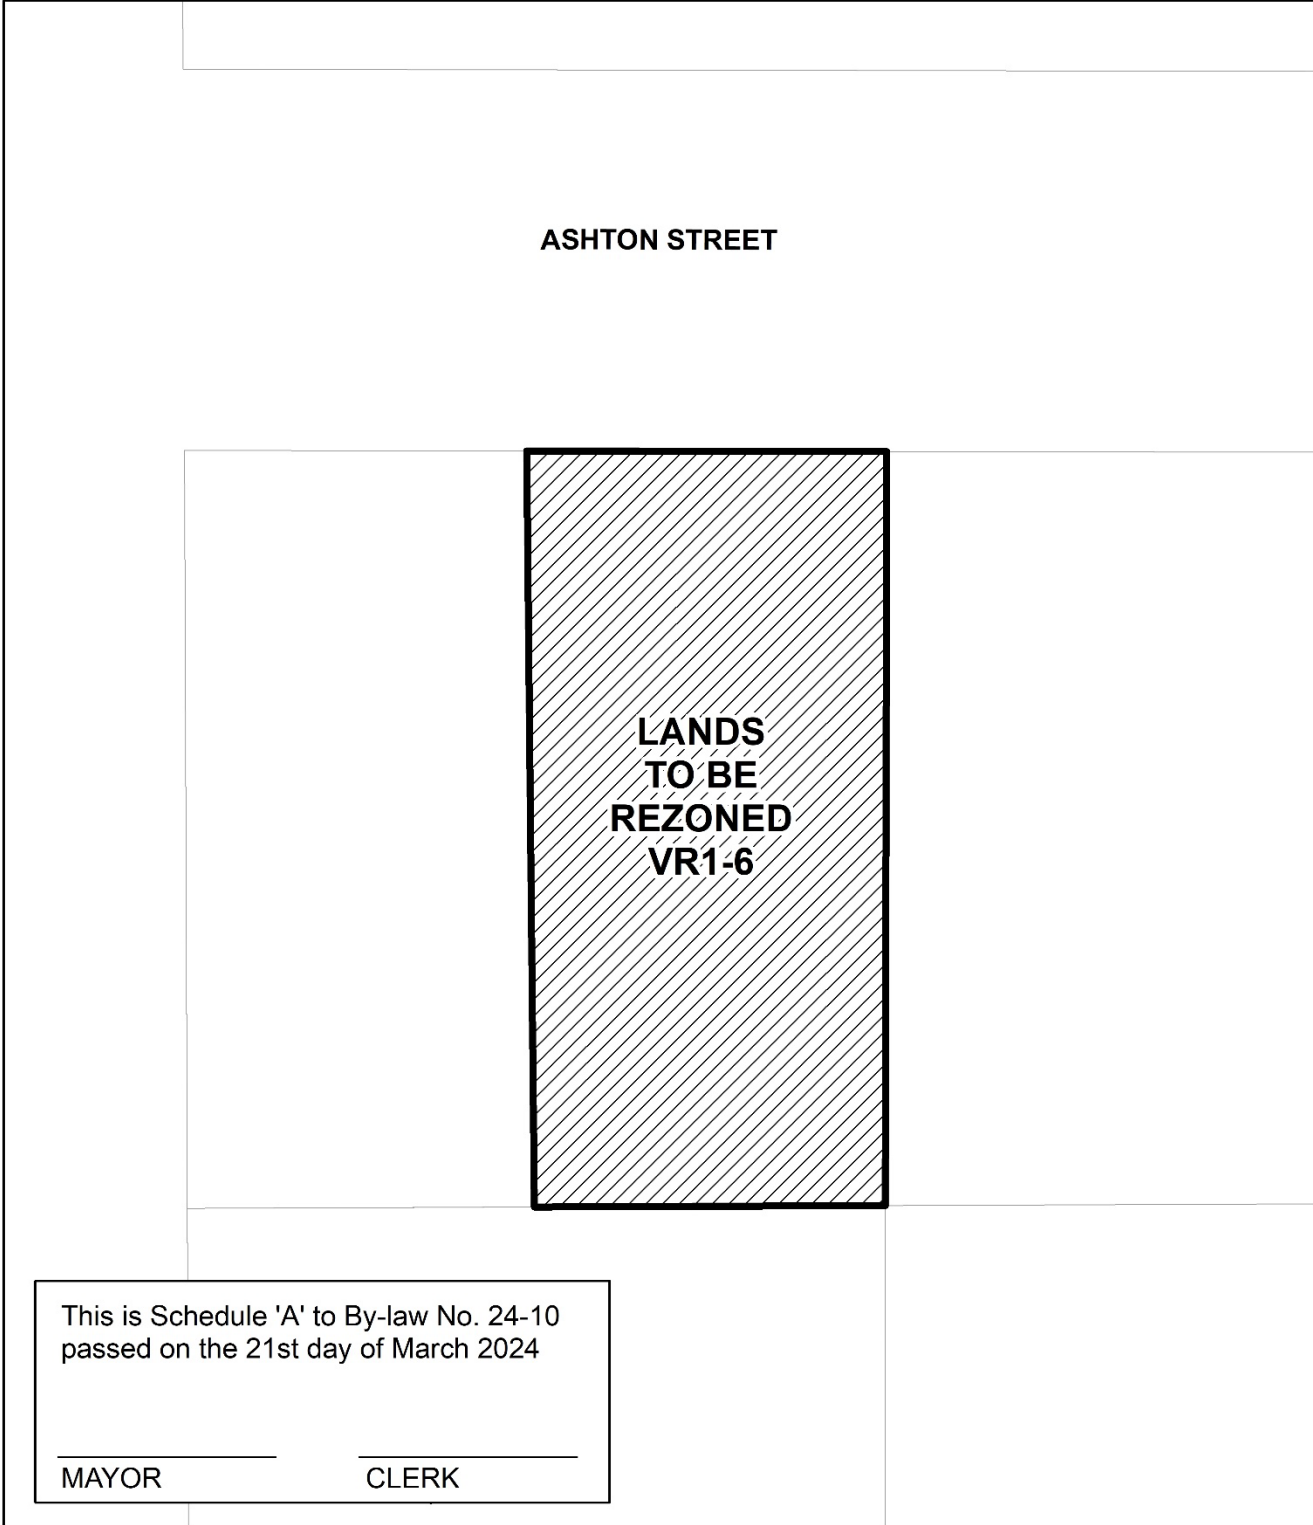 ASHTON STREET
LANDS
TO BE
REZONED
VR1-6
This is Schedule 'A' to By-law No. 24-10
passed on the 21st day of March 2024
MAYOR
CLERK